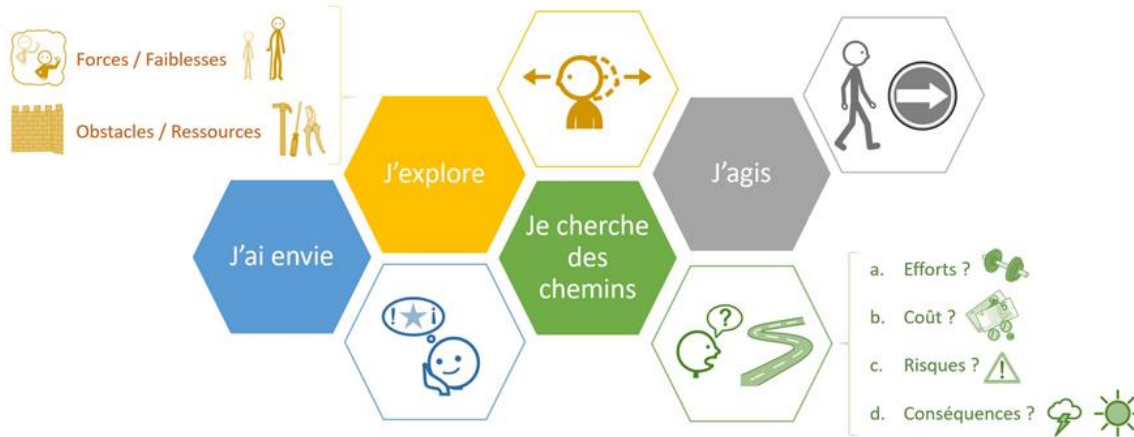 Forces / Faiblesses
Obstacles / Ressources
J'ai envie
J'explore
Je cherche
des
chemins
J'agis
! ¡
?
a. Efforts ?
b. Coût ?
c. Risques ?
!
d. Conséquences ?